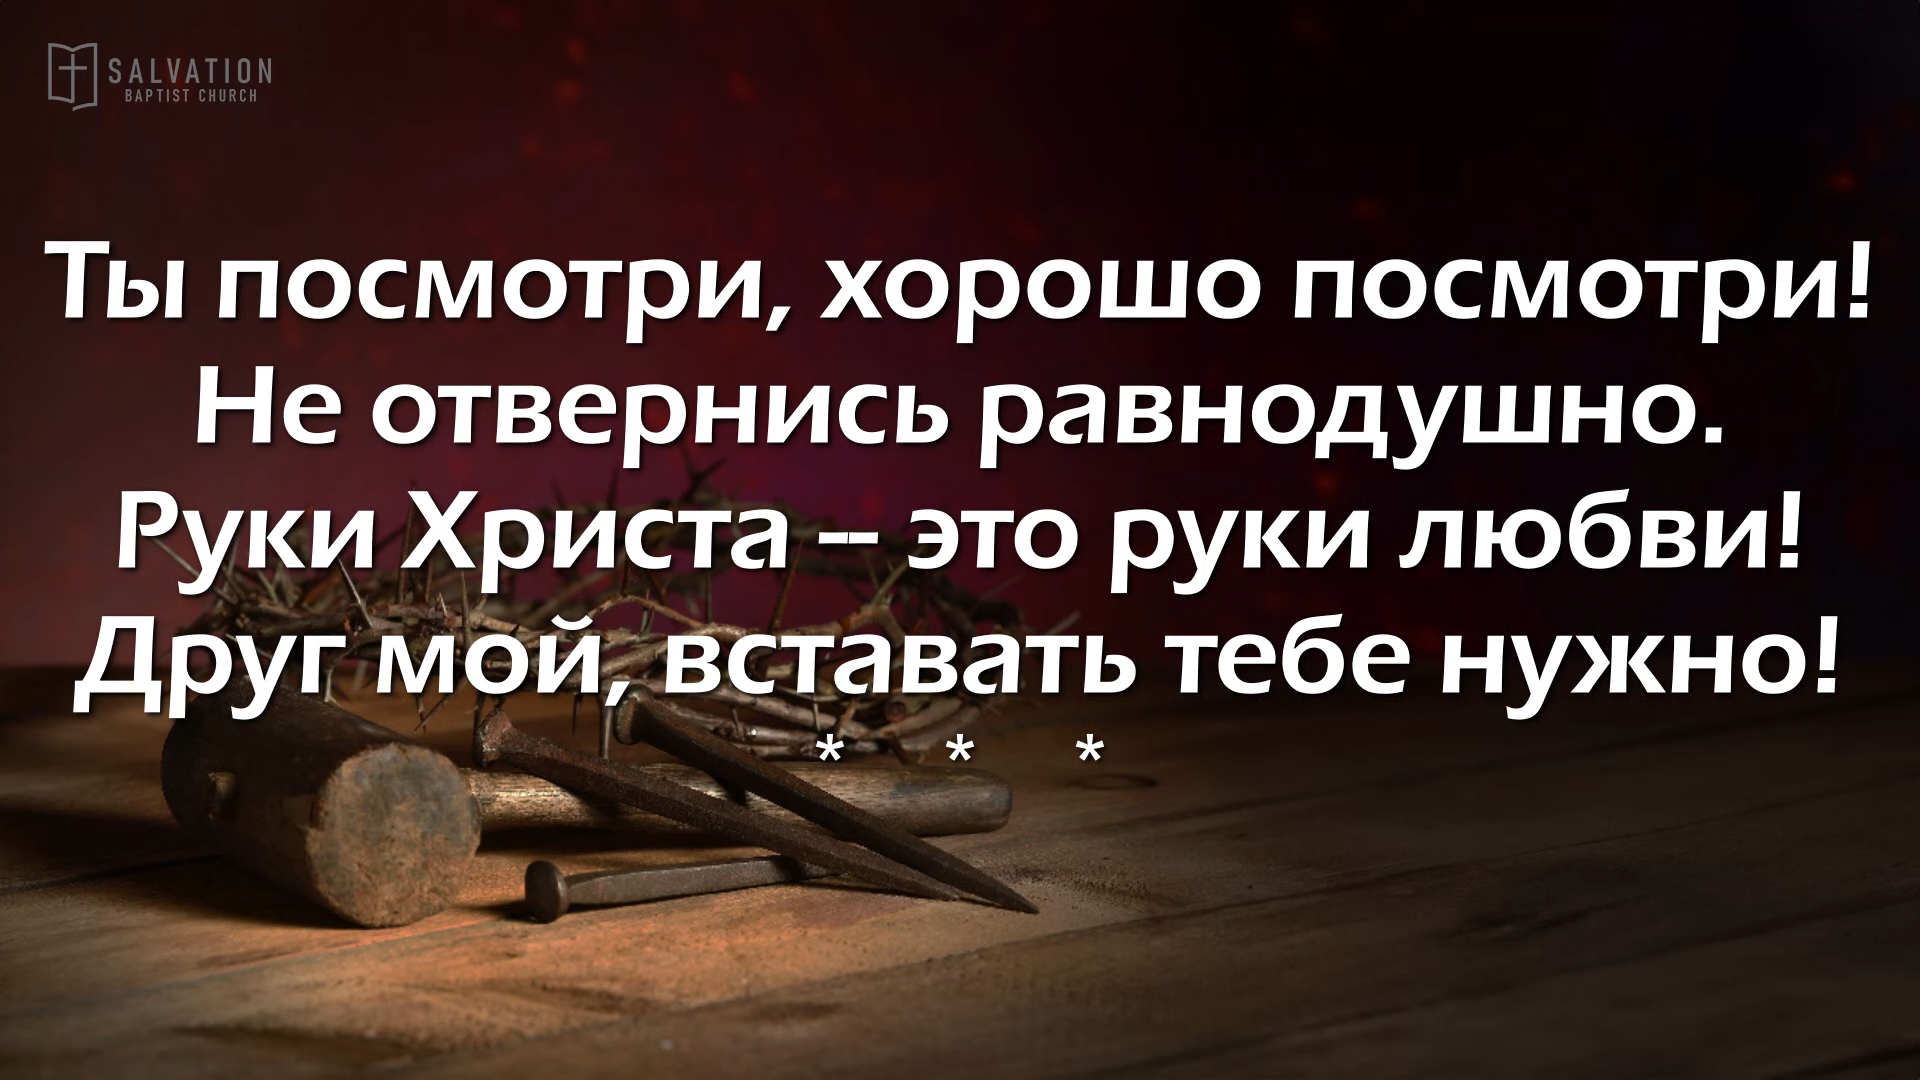 SALVATION
BAPTIST CHURCH
Ты посмотри, хорошо посмотри!
Не отвернись равнодушно.
Руки Христа – это руки любви!
Друг мой, вставать тебе нужно!
* * *